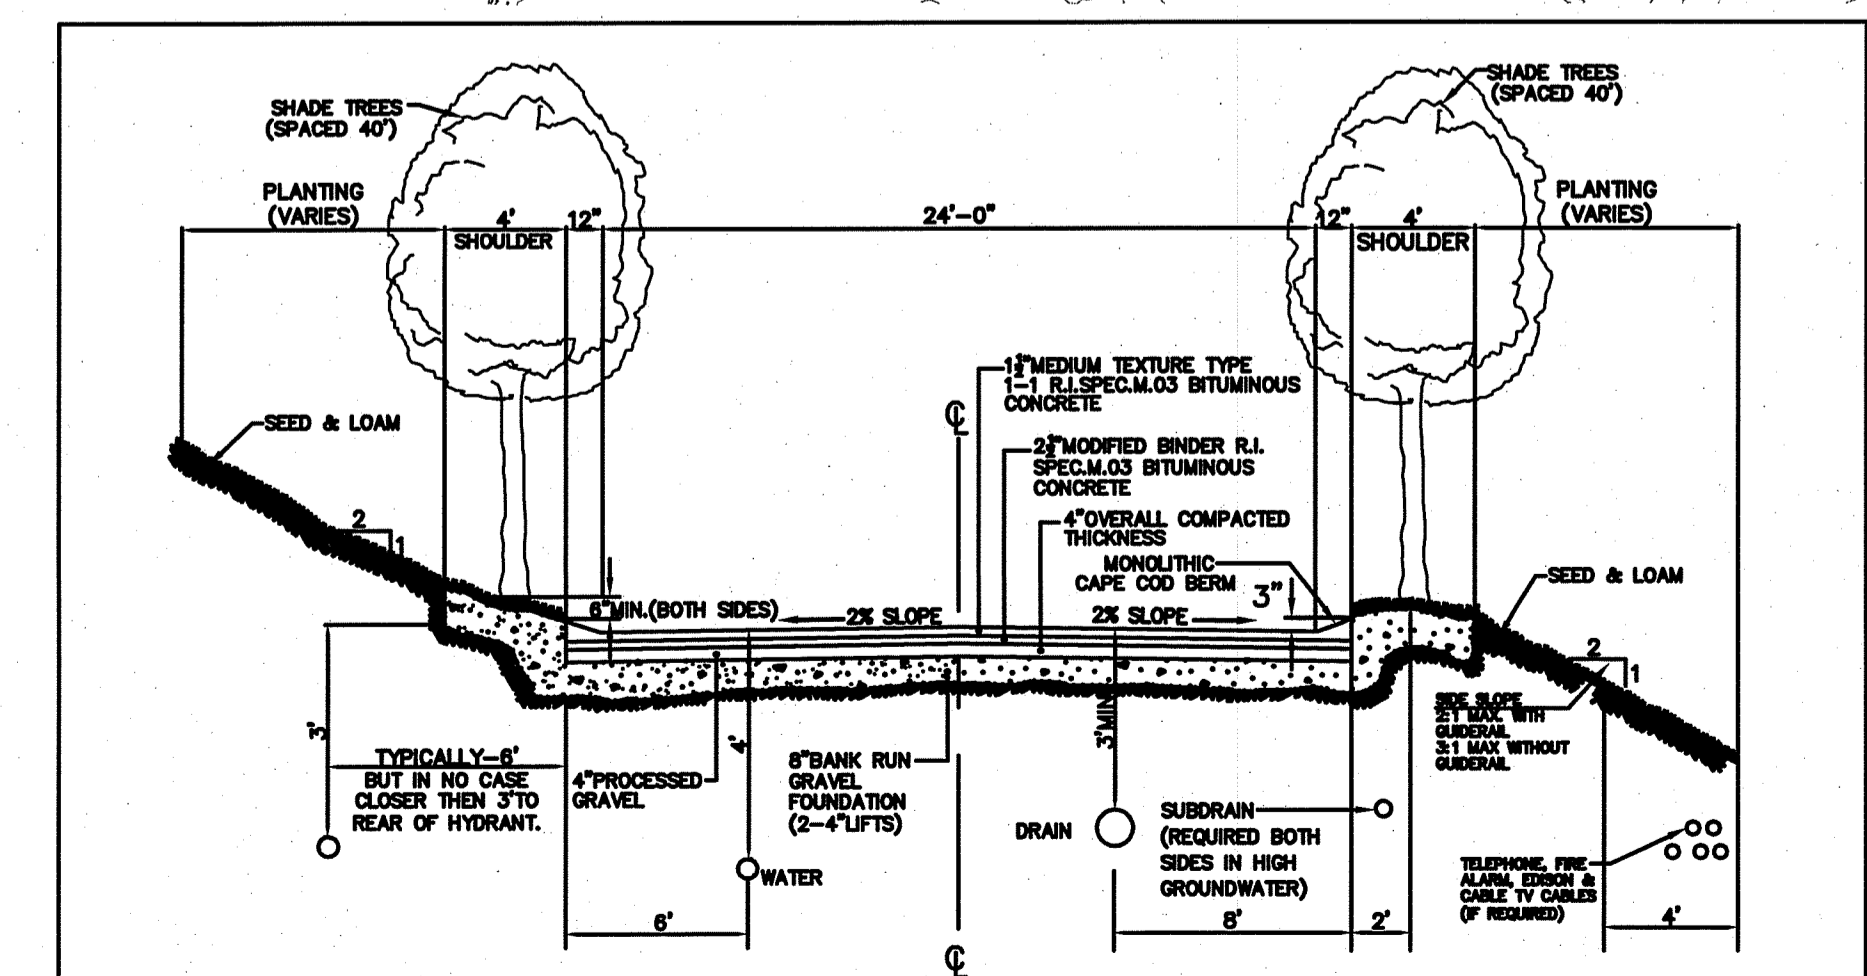 SHADE TREES
(SPACED 40')
SHADE TREES
(SPACED 40')
PLANTING
(VARIES)
4'
SHOULDER
12"
24'-0"
12"
4'
SHOULDER
PLANTING
(VARIES)
SEED & LOAM
1½"MEDIUM TEXTURE TYPE
1-1 R.I.SPEC.M.03 BITUMINOUS
CONCRETE
2½"MODIFIED BINDER R.I.
SPEC.M.03 BITUMINOUS
CONCRETE
4"OVERALL COMPACTED
THICKNESS
MONOLITHIC
CAPE COD BERM
3"
SEED & LOAM
2
1
6"MIN.(BOTH SIDES)
2% SLOPE
2% SLOPE
2
1
SIDE SLOPE
2:1 MAX. WITH
GUIDERAIL
3:1 MAX WITHOUT
GUIDERAIL
3'
TYPICALLY-6'
BUT IN NO CASE
CLOSER THEN 3'TO
REAR OF HYDRANT.
4"PROCESSED
GRAVEL
4'
8"BANK RUN
GRAVEL
FOUNDATION
(2-4"LIFTS)
3'MIN
DRAIN
SUBDRAIN
(REQUIRED BOTH
SIDES IN HIGH
GROUNDWATER)
WATER
TELEPHONE, FIRE
ALARM, EDISON &
CABLE TV CABLES
(IF REQUIRED)
6'
8'
2'
4'